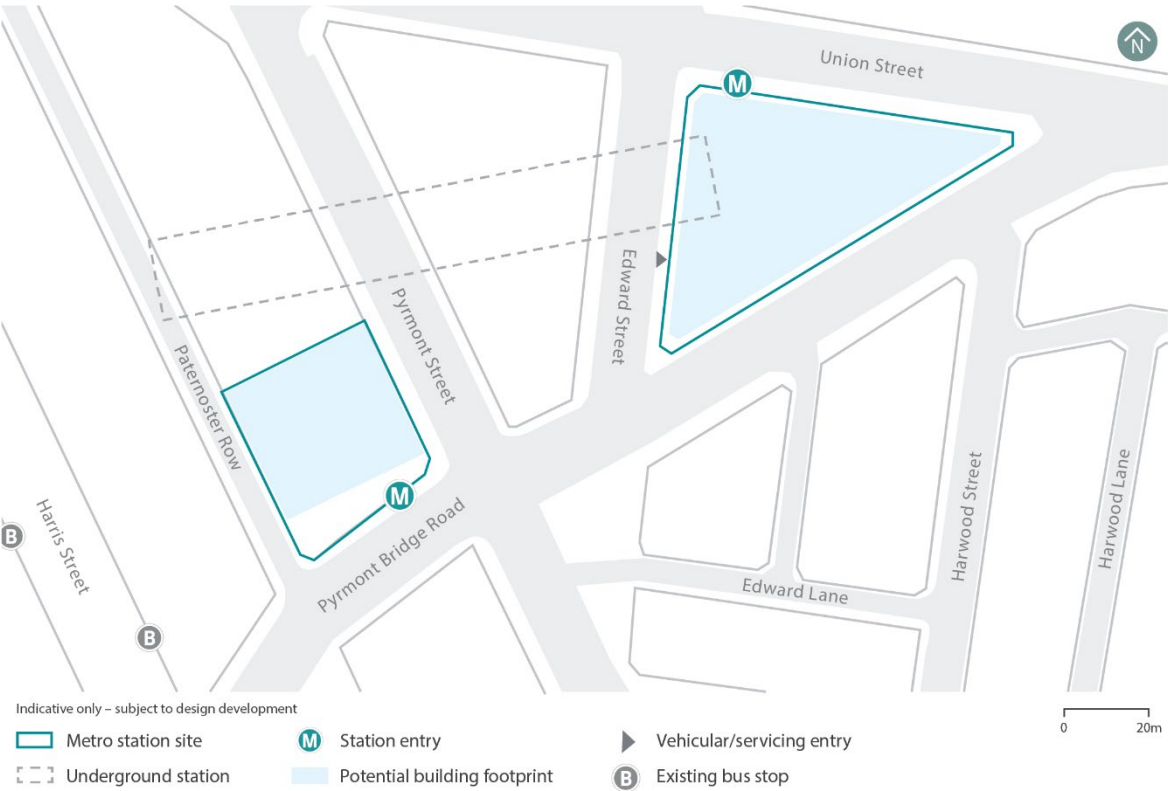 N
Union Street
M
Edward Street
Pyrmont Street
Paternoster Row
M
Pyrmont Bridge Road
Harris Street
B
B
Edward Lane
Harwood Street
Harwood Lane
Indicative only – subject to design development
Metro station site
M Station entry
Vehicular/servicing entry
0 20m
Underground station
Potential building footprint
B Existing bus stop